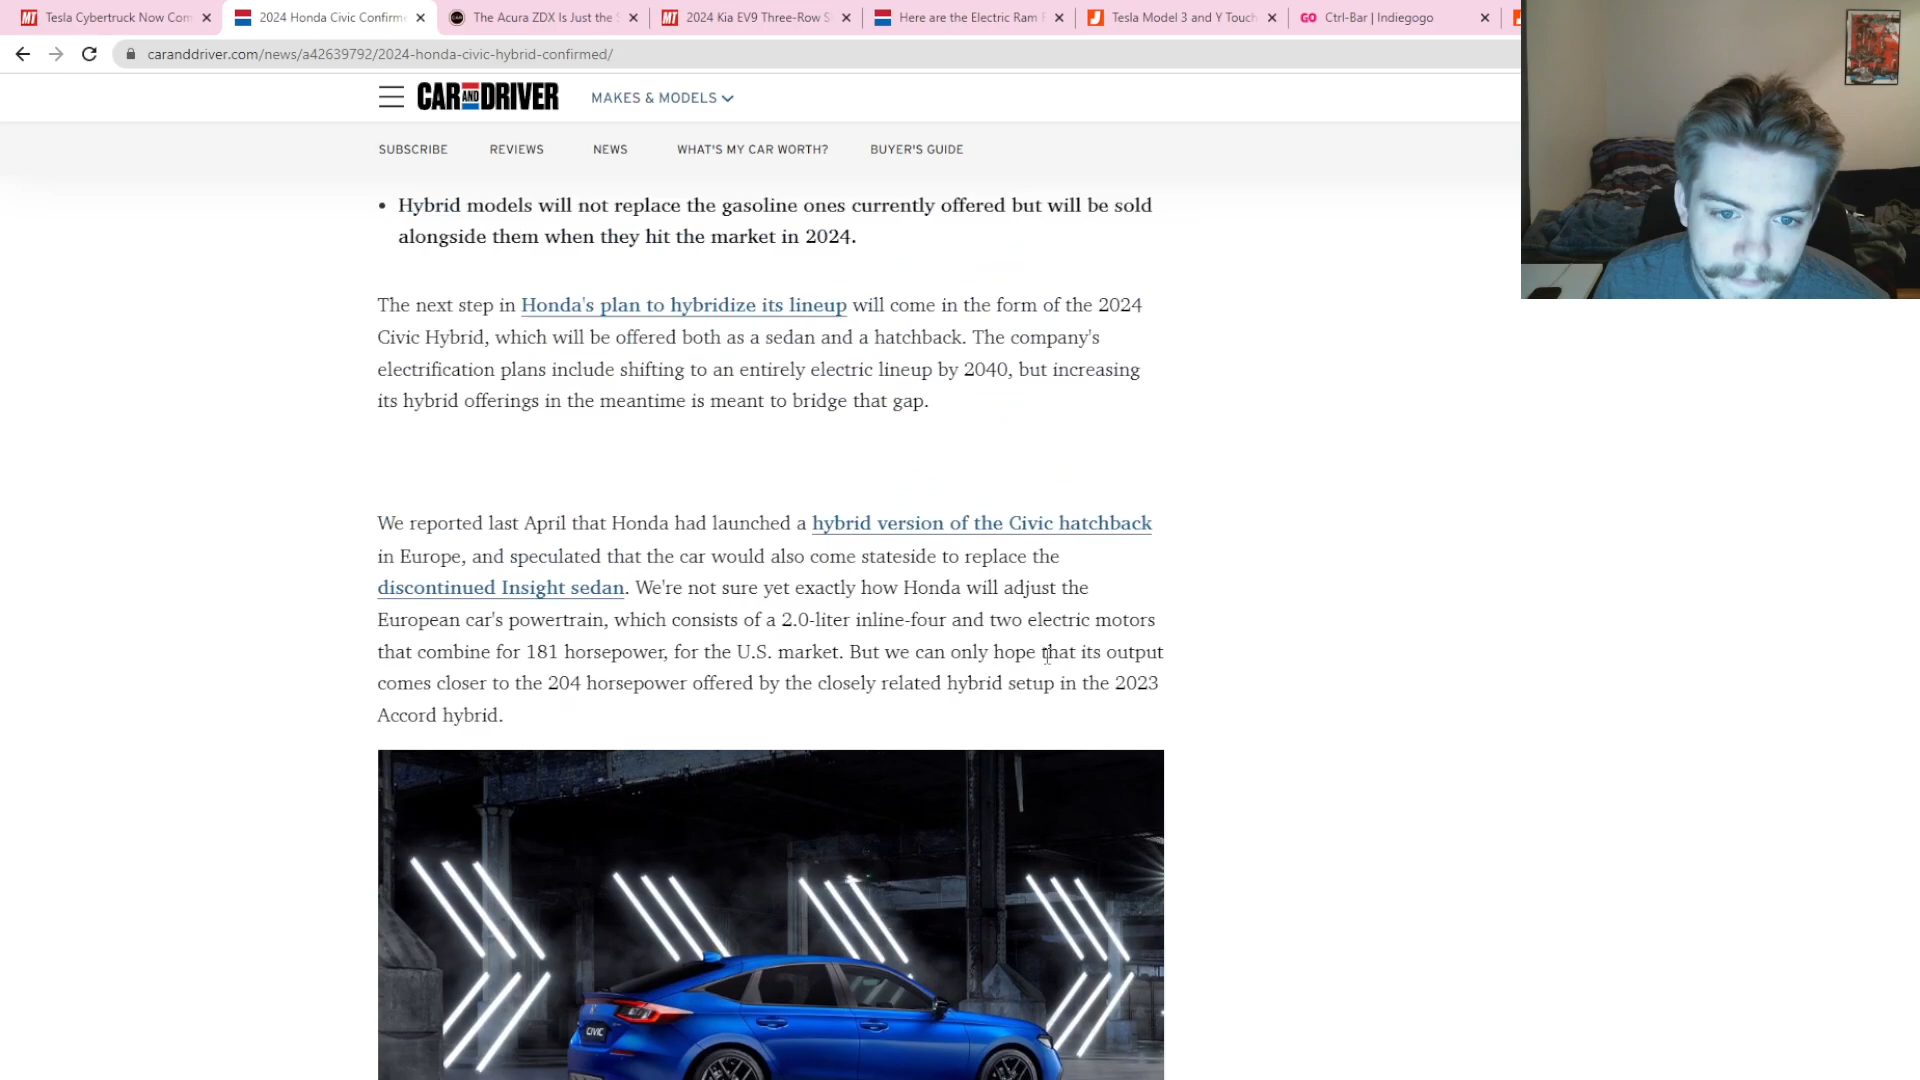 MT Tesla Cybertruck Now Com
2024 Honda Civic Confirm
The Acura ZDX Is Just the
MT 2024 Kia EV9 Three-Row S
Here are the Electric Ram
Tesla Model 3 and Y Touch
GO Ctrl-Bar | Indiegogo
caranddriver.com/news/a42639792/2024-honda-civic-hybrid-confirmed/
CAR AND DRIVER
MAKES & MODELS
SUBSCRIBE
REVIEWS
NEWS
WHAT'S MY CAR WORTH?
BUYER'S GUIDE
• Hybrid models will not replace the gasoline ones currently offered but will be sold
alongside them when they hit the market in 2024.
The next step in Honda's plan to hybridize its lineup will come in the form of the 2024
Civic Hybrid, which will be offered both as a sedan and a hatchback. The company's
electrification plans include shifting to an entirely electric lineup by 2040, but increasing
its hybrid offerings in the meantime is meant to bridge that gap.
We reported last April that Honda had launched a hybrid version of the Civic hatchback
in Europe, and speculated that the car would also come stateside to replace the
discontinued Insight sedan. We're not sure yet exactly how Honda will adjust the
European car's powertrain, which consists of a 2.0-liter inline-four and two electric motors
that combine for 181 horsepower, for the U.S. market. But we can only hope that its output
comes closer to the 204 horsepower offered by the closely related hybrid setup in the 2023
Accord hybrid.
CIVIC